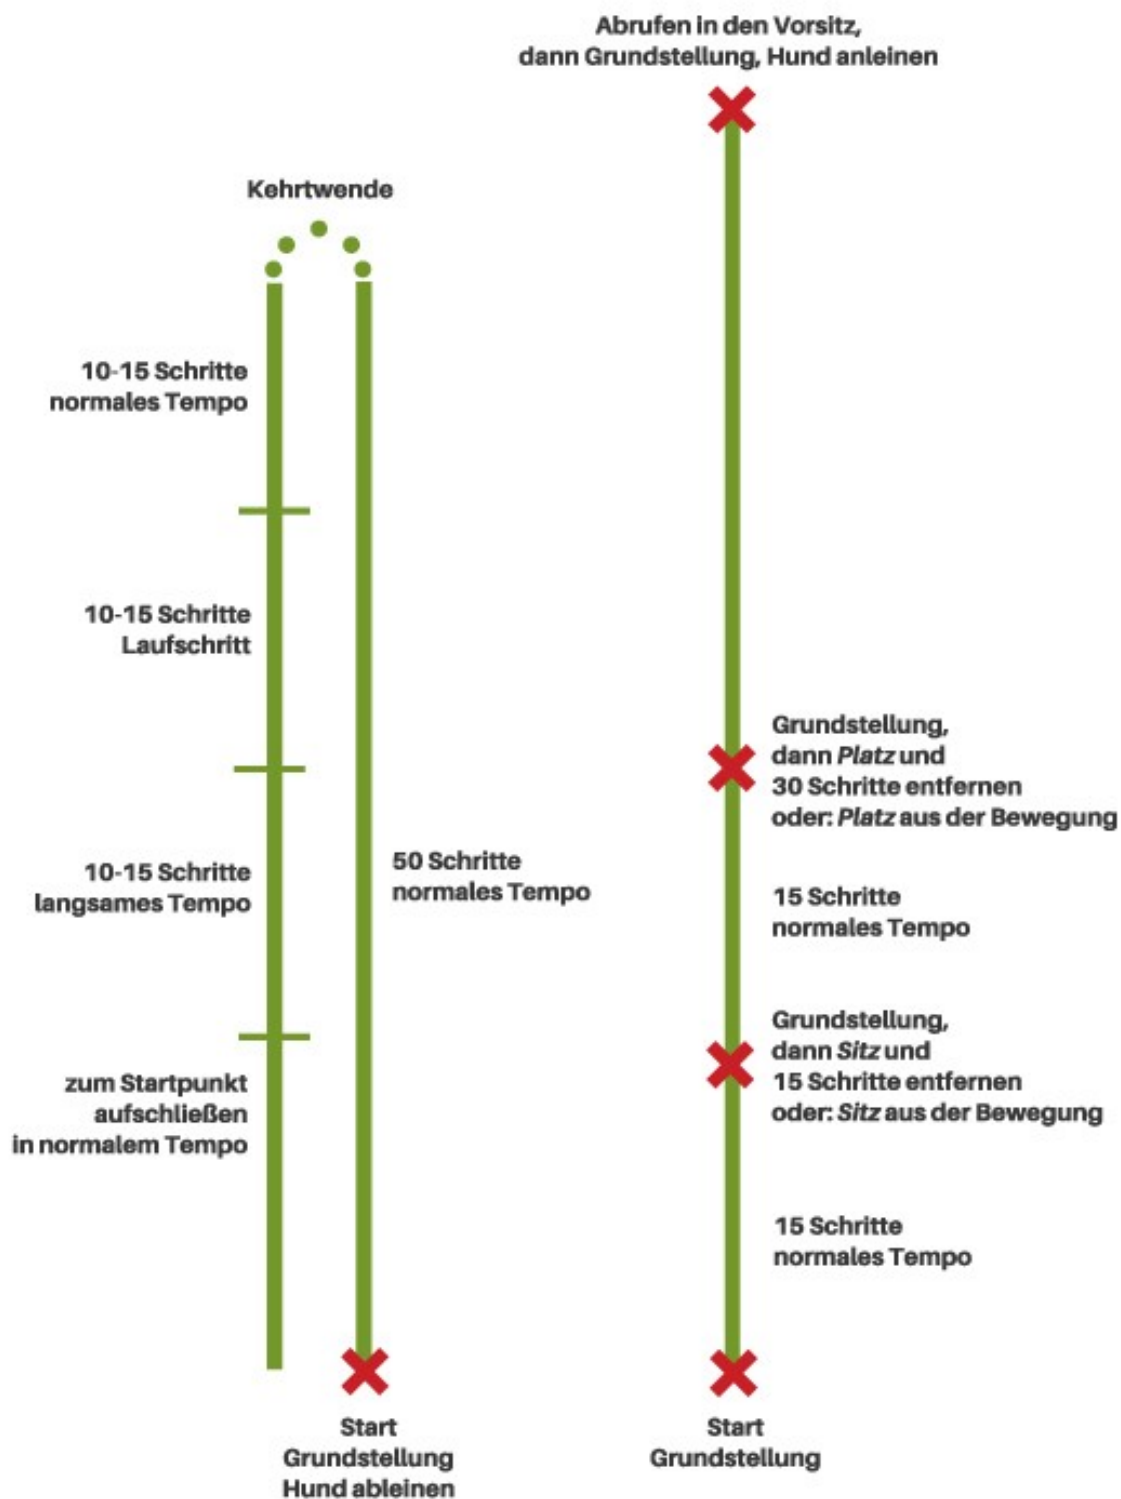 Abrufen in den Vorsitz,
dann Grundstellung, Hund anleinen
Kehrtwende
10-15 Schritte
normales Tempo
10-15 Schritte
Laufschritt
10-15 Schritte
langsames Tempo
zum Startpunkt
aufschließen
in normalem Tempo
50 Schritte
normales Tempo
Start
Grundstellung
Hund ableinen
Grundstellung,
dann Platz und
30 Schritte entfernen
oder: Platz aus der Bewegung
15 Schritte
normales Tempo
Grundstellung,
dann Sitz und
15 Schritte entfernen
oder: Sitz aus der Bewegung
15 Schritte
normales Tempo
Start
Grundstellung